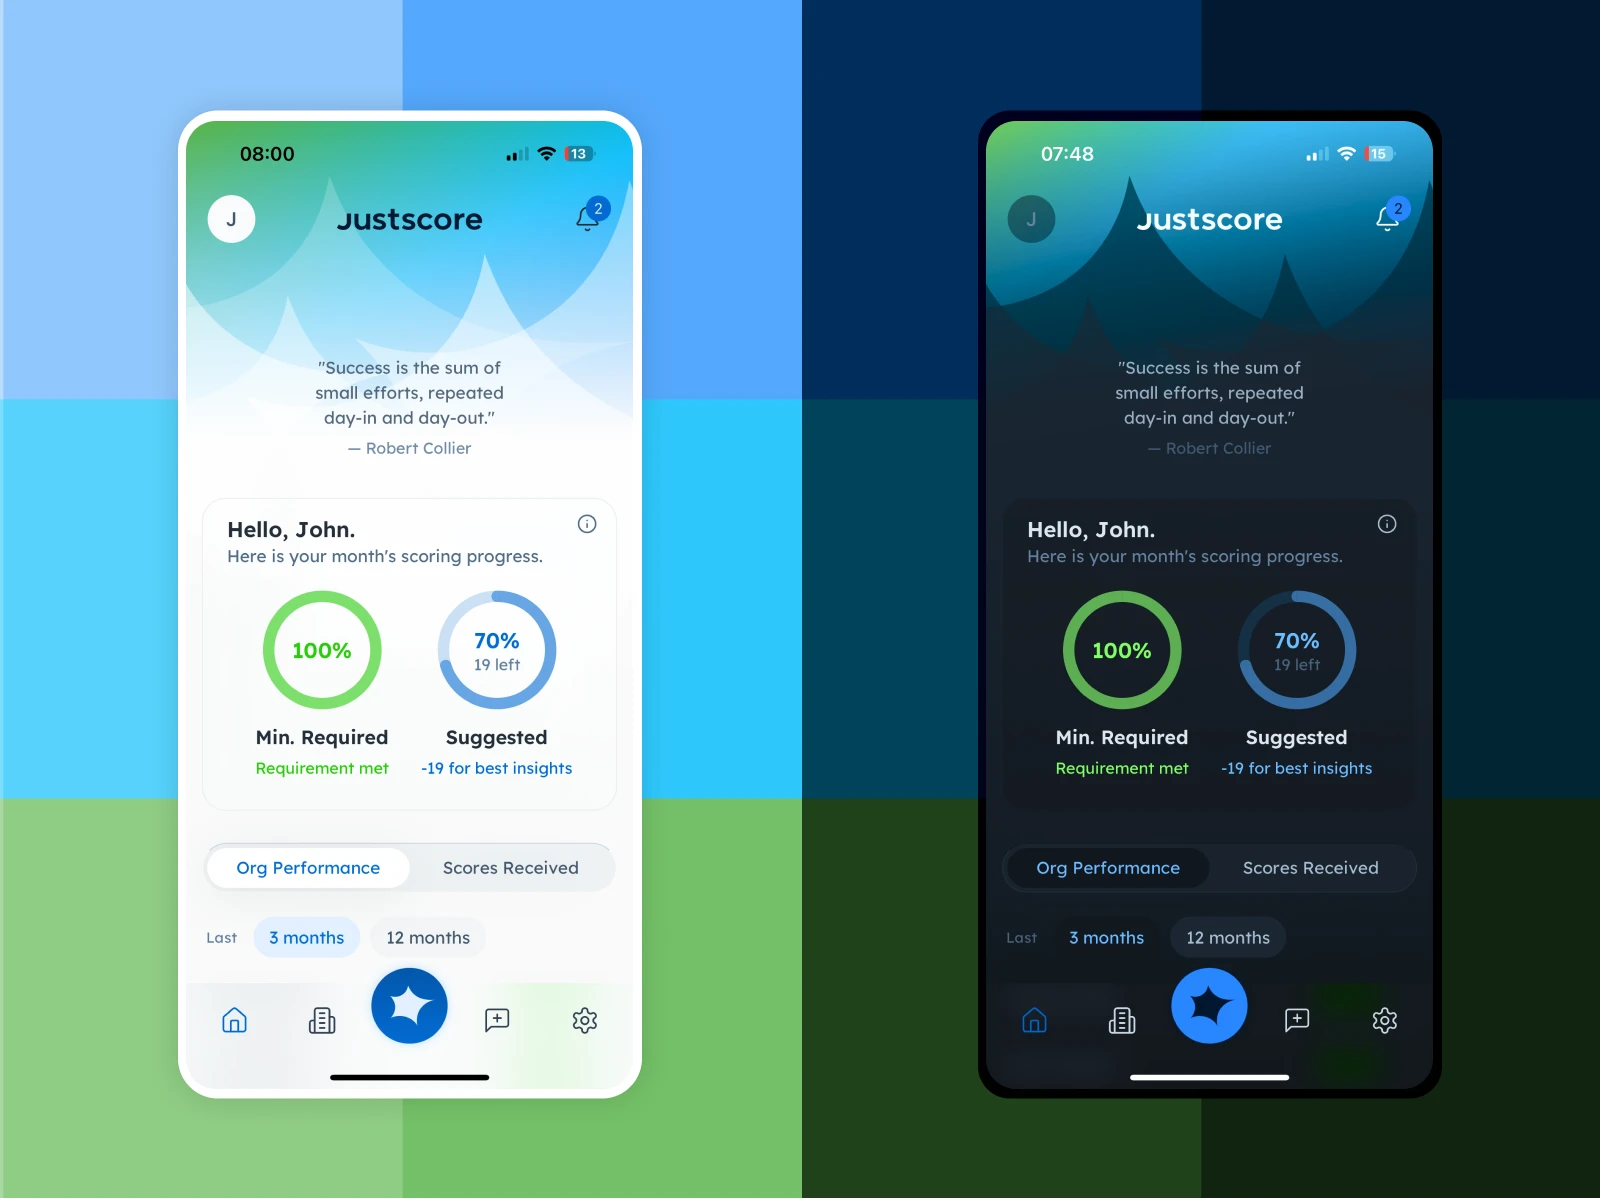 08:00
13
J
Justscore
2
"Success is the sum of
small efforts, repeated
day-in and day-out."
— Robert Collier
Hello, John.
Here is your month's scoring progress.
100%
70%
19 left
Min. Required
Suggested
Requirement met
-19 for best insights
Org Performance
Scores Received
Last
3 months
12 months
07:48
15
J
Justscore
2
"Success is the sum of
small efforts, repeated
day-in and day-out."
— Robert Collier
Hello, John.
Here is your month's scoring progress.
100%
70%
19 left
Min. Required
Suggested
Requirement met
-19 for best insights
Org Performance
Scores Received
Last
3 months
12 months